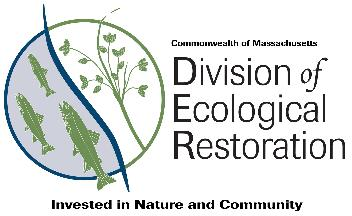 Commonwealth of Massachusetts
Division of
Ecological
Restoration
Invested in Nature and Community